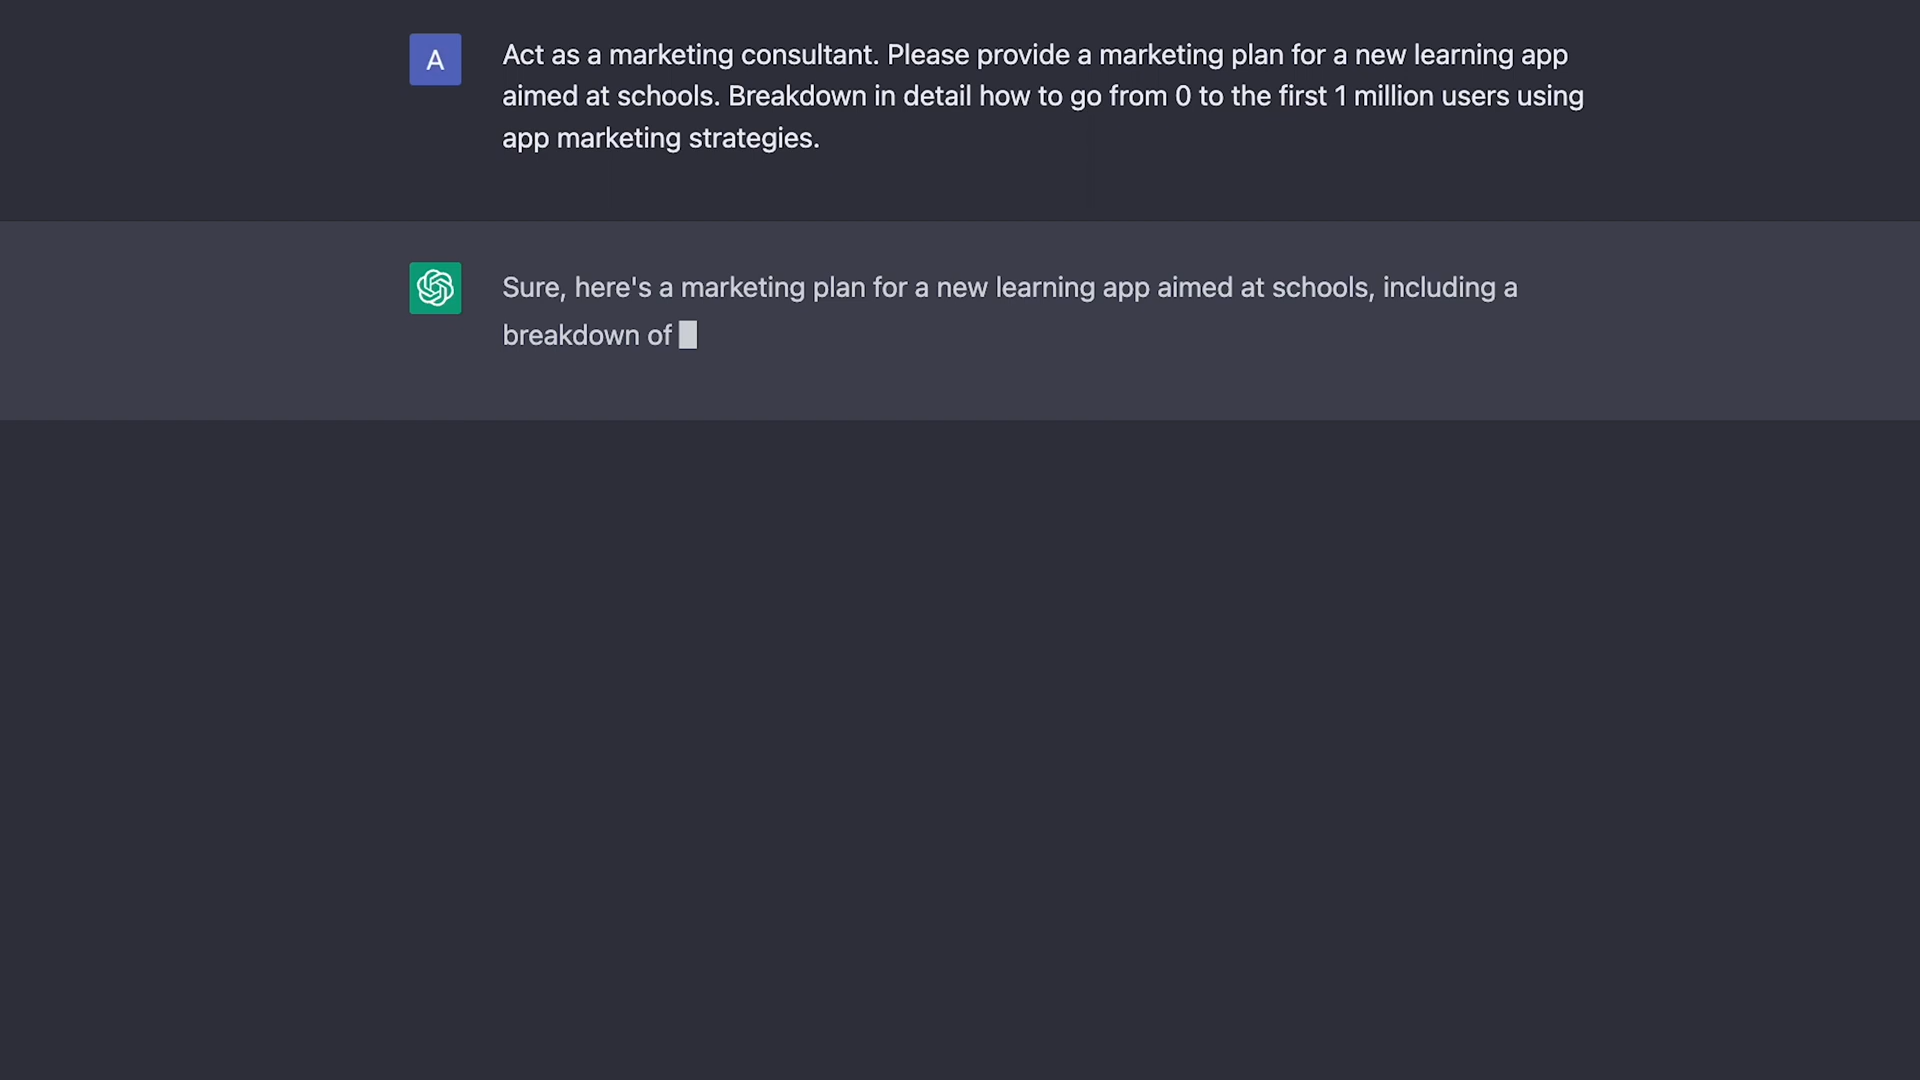 A
Act as a marketing consultant. Please provide a marketing plan for a new learning app
aimed at schools. Breakdown in detail how to go from 0 to the first 1 million users using
app marketing strategies.
Sure, here's a marketing plan for a new learning app aimed at schools, including a
breakdown of